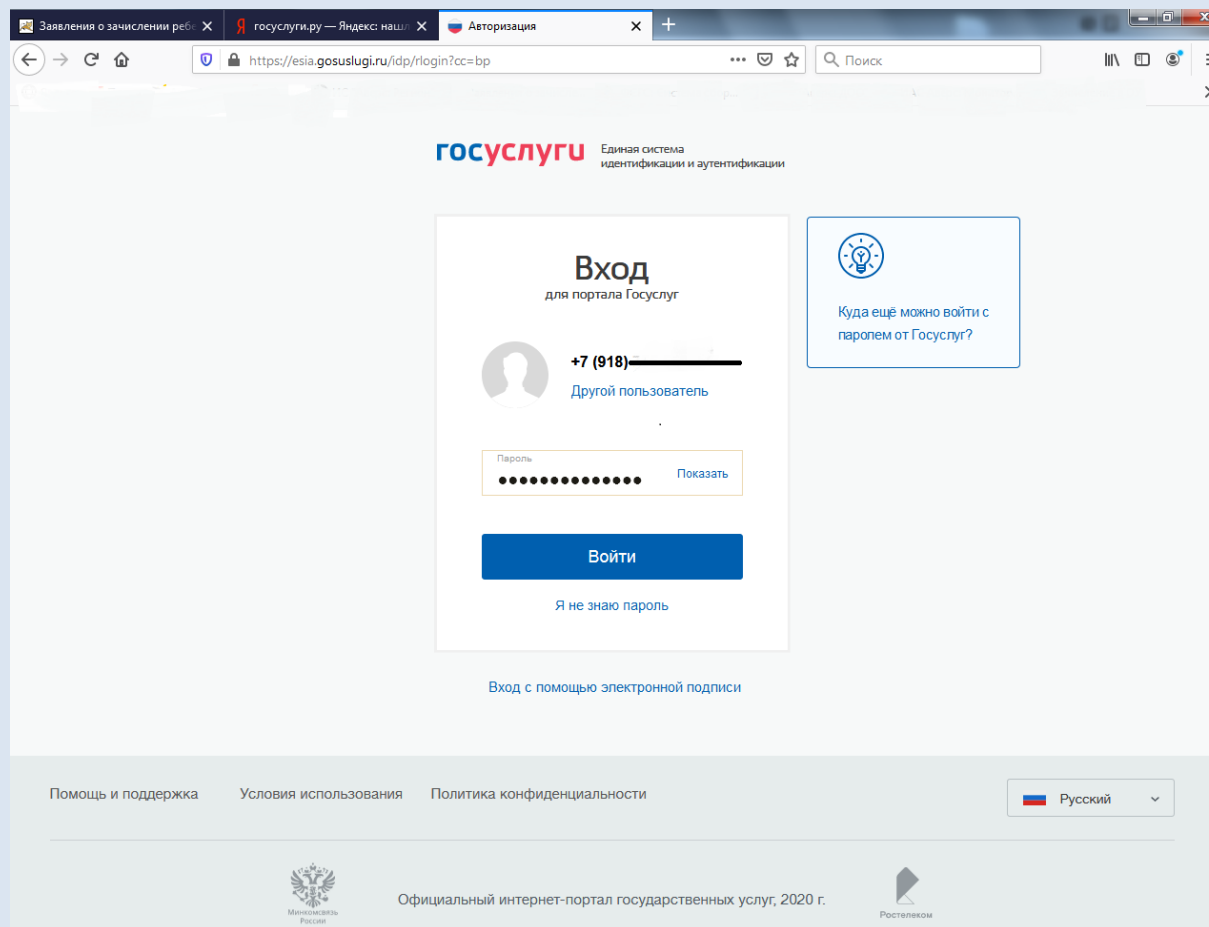 Заявления о зачислении ребе
госуслуги.ру — Яндекс: нашл
Авторизация
https://esia.gosuslugi.ru/idp/rlogin?cc=bp
Поиск
госуслуги
Единая система
идентификации и аутентификации
Вход
для портала Госуслуг
+7 (918)
Другой пользователь
Пароль
Показать
Войти
Я не знаю пароль
Вход с помощью электронной подписи
Куда ещё можно войти с
паролем от Госуслуг?
Помощь и поддержка
Условия использования
Политика конфиденциальности
Русский
Минкомсвязь
России
Официальный интернет-портал государственных услуг, 2020 г.
Ростелеком